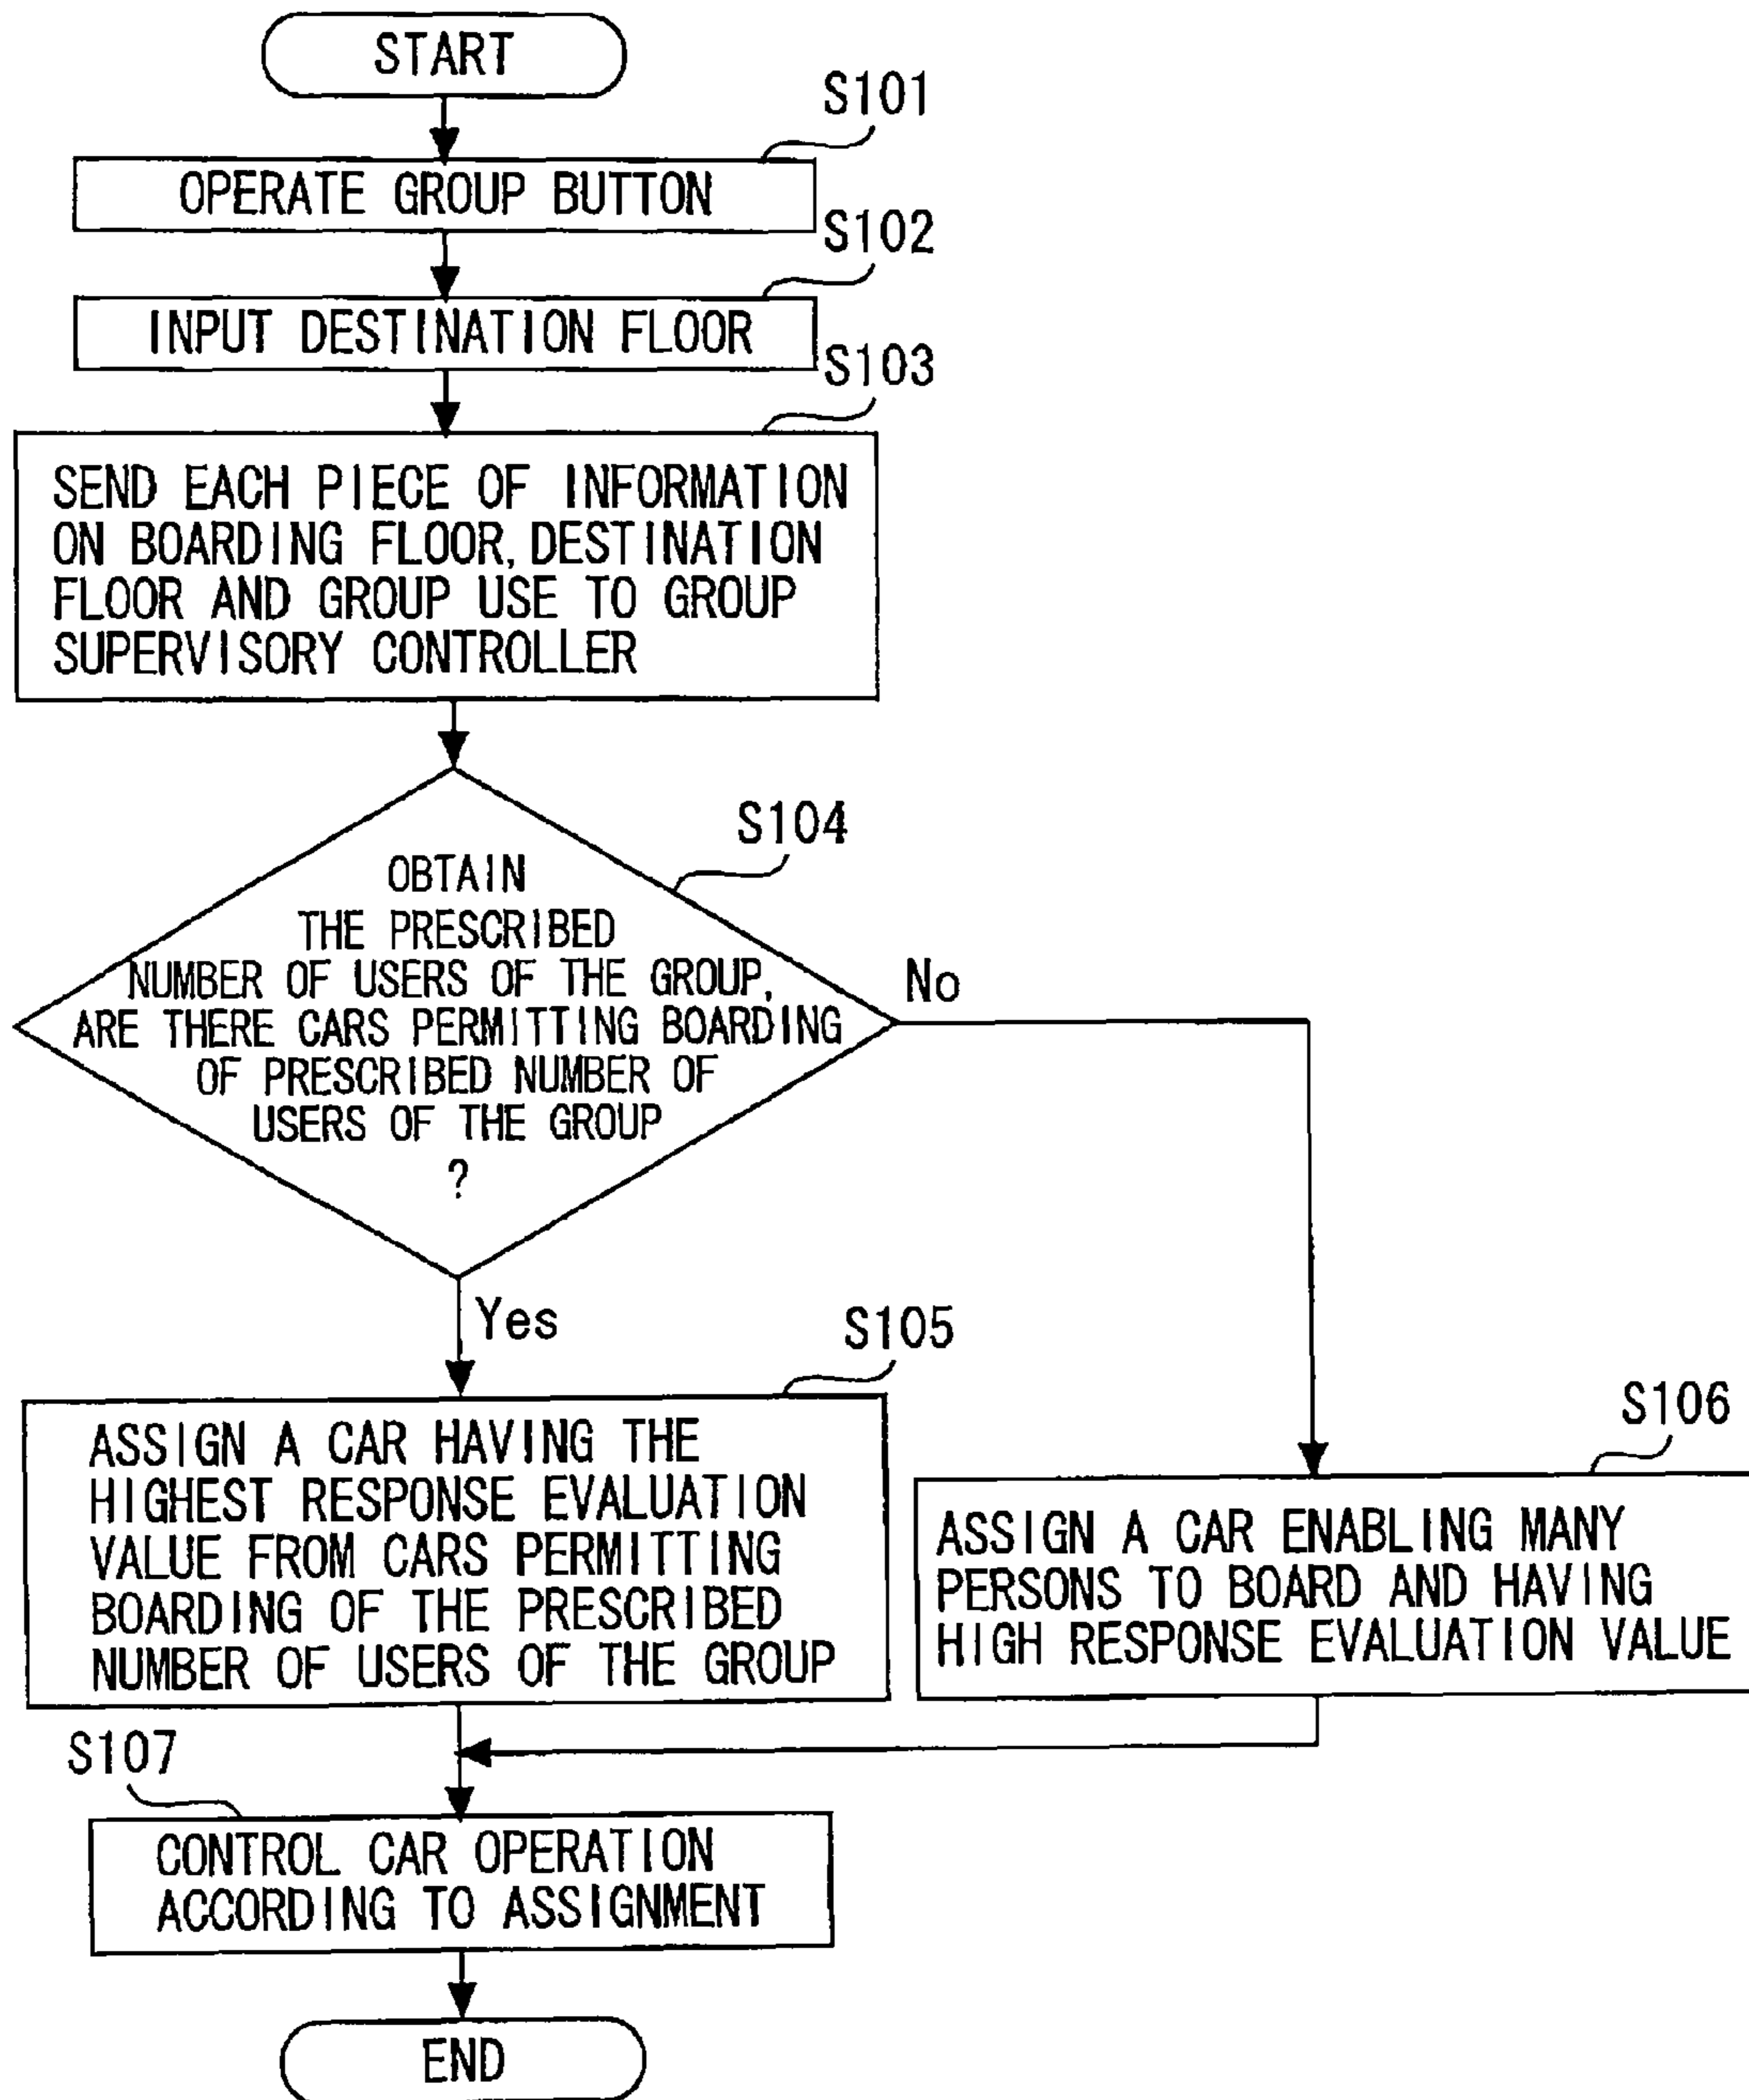 START
S101
OPERATE GROUP BUTTON
S102
INPUT DESTINATION FLOOR
S103
SEND EACH PIECE OF INFORMATION
ON BOARDING FLOOR, DESTINATION
FLOOR AND GROUP USE TO GROUP
SUPERVISORY CONTROLLER
S104
OBTAIN
THE PRESCRIBED
NUMBER OF USERS OF THE GROUP,
ARE THERE CARS PERMITTING BOARDING
OF PRESCRIBED NUMBER OF
USERS OF THE GROUP
?
No
Yes
S105
ASSIGN A CAR HAVING THE
HIGHEST RESPONSE EVALUATION
VALUE FROM CARS PERMITTING
BOARDING OF THE PRESCRIBED
NUMBER OF USERS OF THE GROUP
S106
ASSIGN A CAR ENABLING MANY
PERSONS TO BOARD AND HAVING
HIGH RESPONSE EVALUATION VALUE
S107
CONTROL CAR OPERATION
ACCORDING TO ASSIGNMENT
END